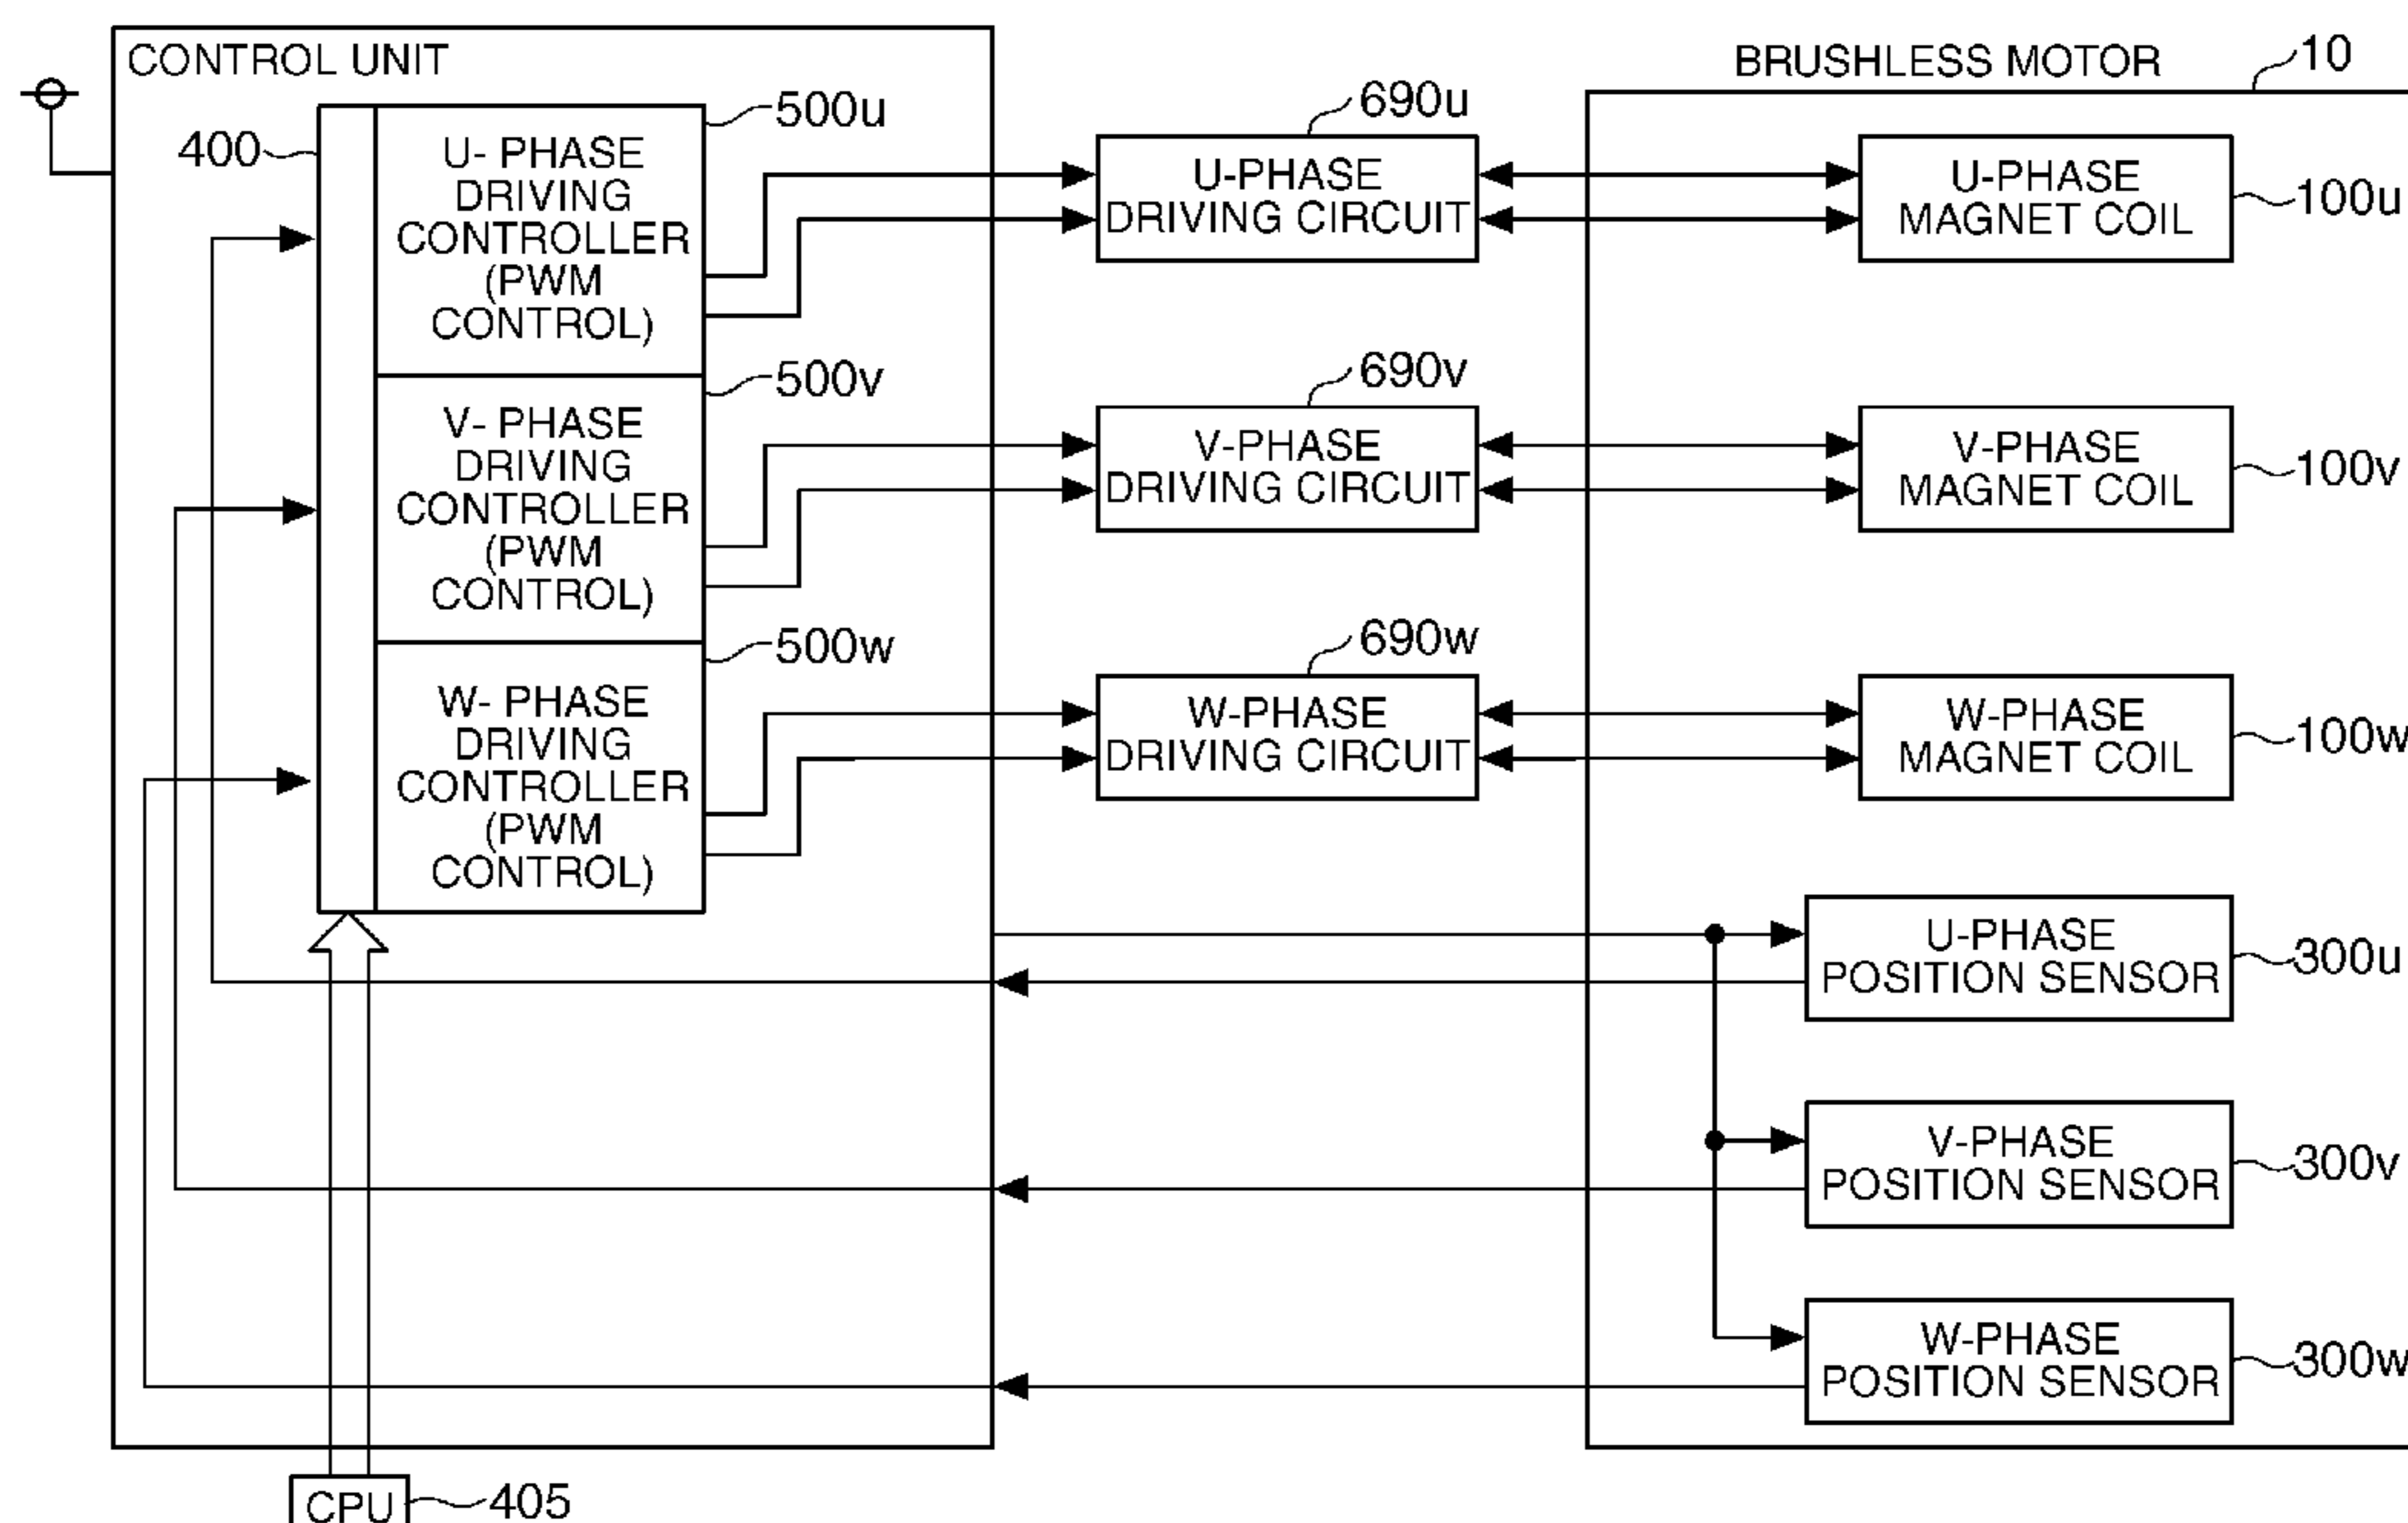 CONTROL UNIT
400
U- PHASE
DRIVING
CONTROLLER
(PWM
CONTROL)
500u
V- PHASE
DRIVING
CONTROLLER
(PWM
CONTROL)
500v
W- PHASE
DRIVING
CONTROLLER
(PWM
CONTROL)
500w
690u
U-PHASE
DRIVING CIRCUIT
690v
V-PHASE
DRIVING CIRCUIT
690w
W-PHASE
DRIVING CIRCUIT
BRUSHLESS MOTOR
10
U-PHASE
MAGNET COIL
100u
V-PHASE
MAGNET COIL
100v
W-PHASE
MAGNET COIL
100w
U-PHASE
POSITION SENSOR
300u
V-PHASE
POSITION SENSOR
300v
W-PHASE
POSITION SENSOR
300w
CPU
405